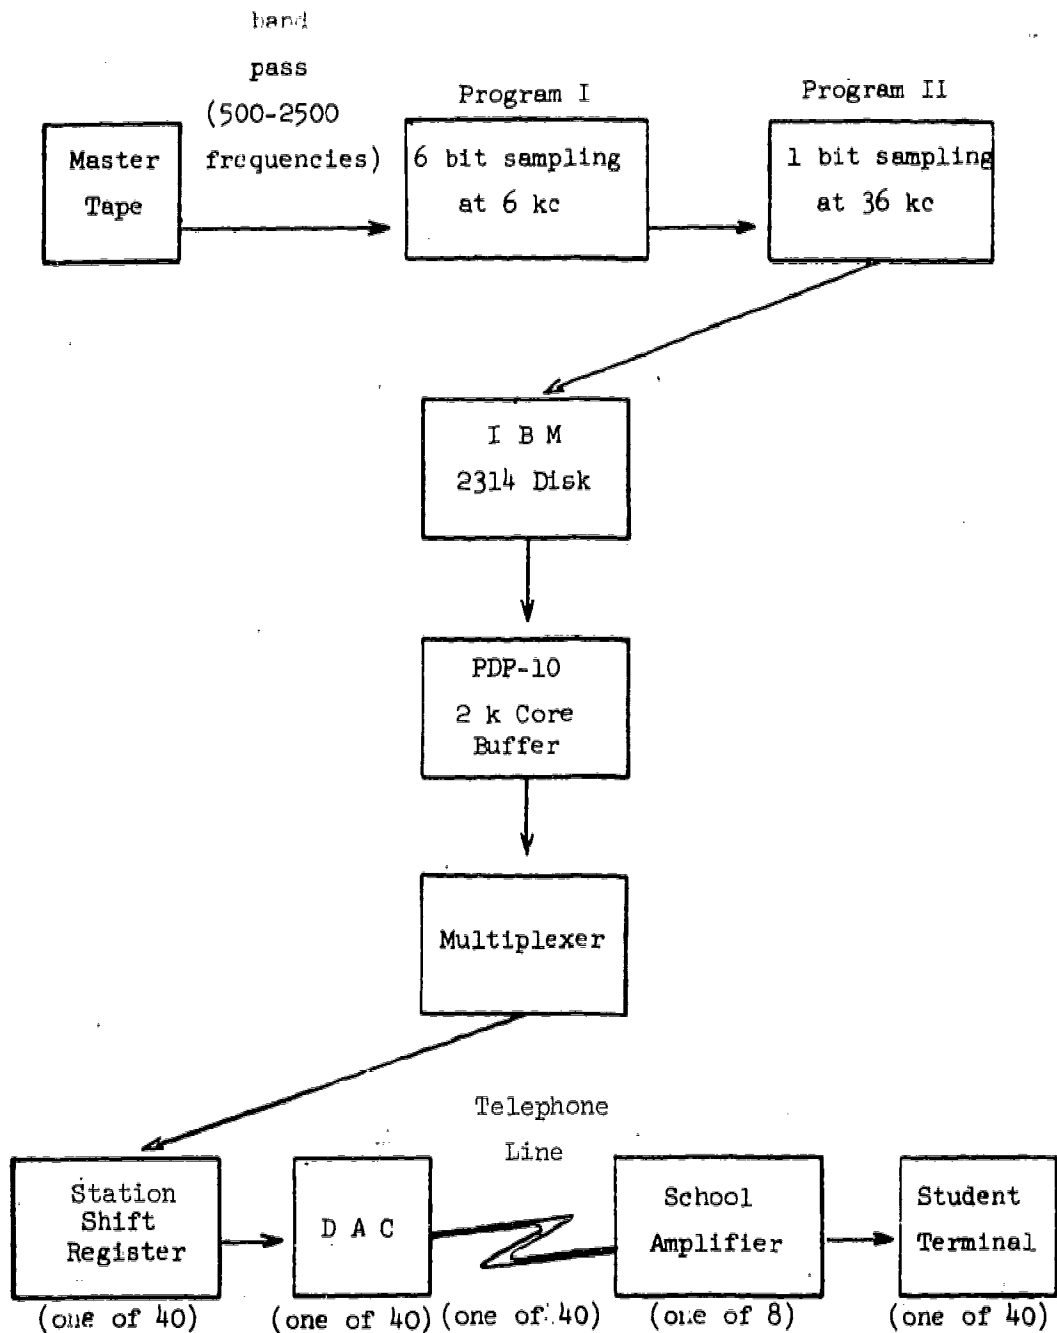 band
pass
(500-2500
frequencies)
Master
Tape
Program I
6 bit sampling
at 6 kc
Program II
1 bit sampling
at 36 kc
I B M
2314 Disk
PDP-10
2 k Core
Buffer
Multiplexer
Telephone
Line
Station
Shift
Register
(one of 40)
D A C
(one of 40)
(one of 40)
School
Amplifier
(one of 8)
Student
Terminal
(one of 40)